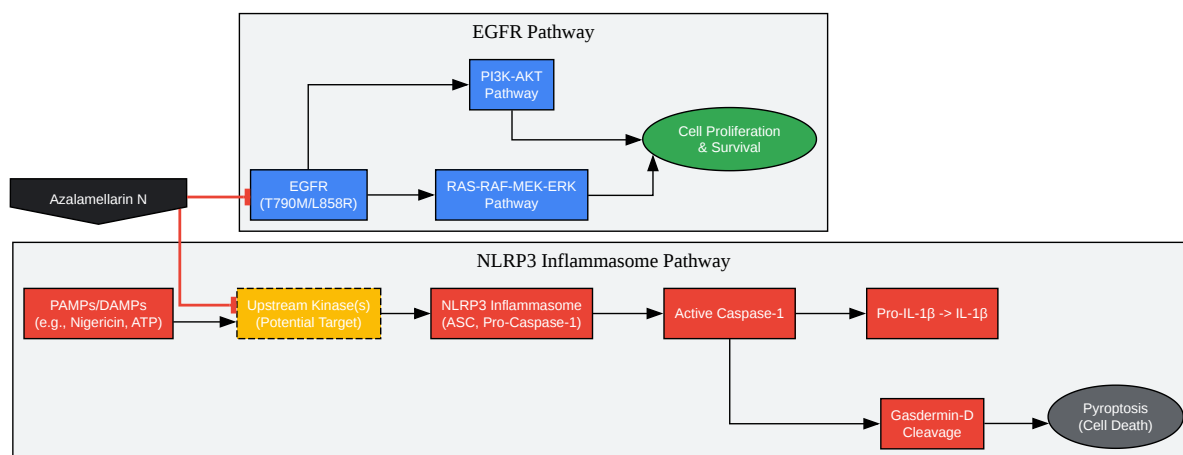 EGFR Pathway
PI3K-AKT
Pathway
Cell Proliferation
& Survival
Azalamellarin N
EGFR
(T790M/L858R)
RAS-RAF-MEK-ERK
Pathway
NLRP3 Inflammasome Pathway
PAMPs/DAMPs
(e.g., Nigericin, ATP)
Upstream Kinase(s)
(Potential Target)
NLRP3 Inflammasome
(ASC, Pro-Caspase-1)
Active Caspase-1
Pro-IL-1β -> IL-1β
Gasdermin-D
Cleavage
Pyroptosis
(Cell Death)